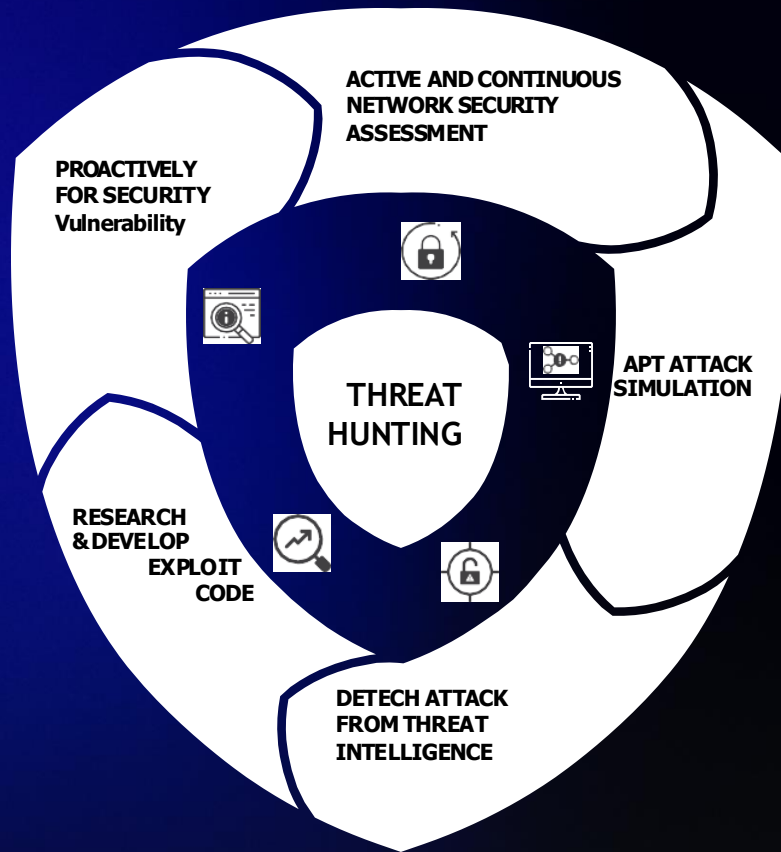 ACTIVE AND CONTINUOUS
NETWORK SECURITY
ASSESSMENT
PROACTIVELY
FOR SECURITY
Vulnerability
THREAT
HUNTING
APT ATTACK
SIMULATION
RESEARCH
& DEVELOP
EXPLOIT
CODE
DETECH ATTACK
FROM THREAT
INTELLIGENCE